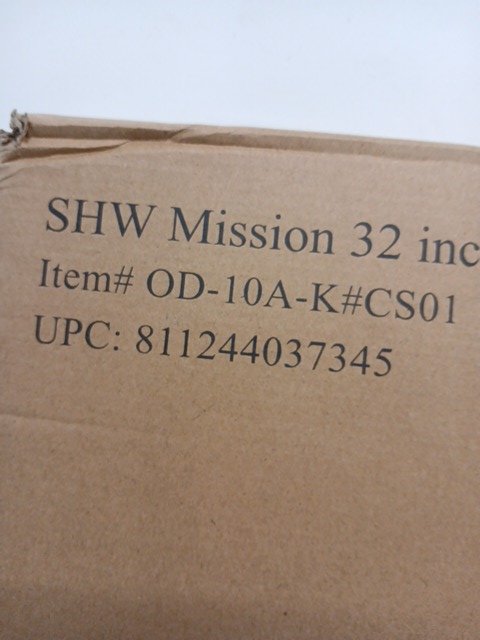 SHW Mission 32 inc
Item# OD-10A-K#CS01
UPC: 811244037345